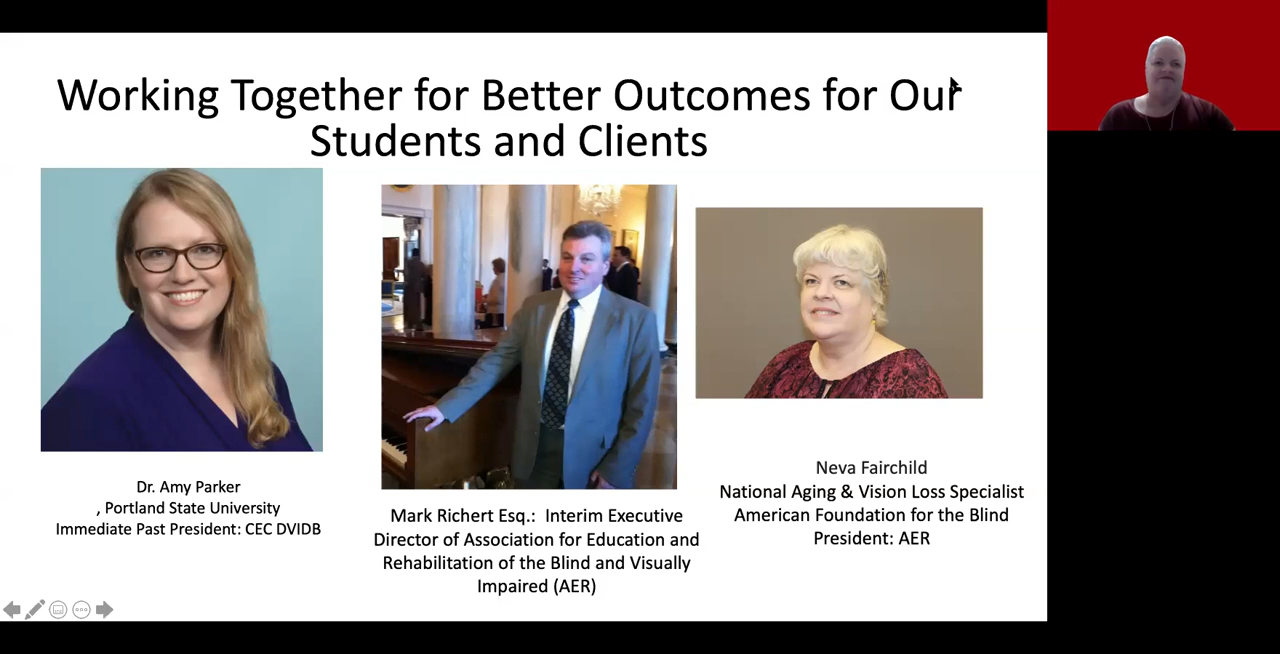 Working Together for Better Outcomes for Our
Students and Clients
Dr. Amy Parker
, Portland State University
Immediate Past President: CEC DVIDB
Mark Richert Esq.: Interim Executive
Director of Association for Education and
Rehabilitation of the Blind and Visually
Impaired (AER)
Neva Fairchild
National Aging & Vision Loss Specialist
American Foundation for the Blind
President: AER